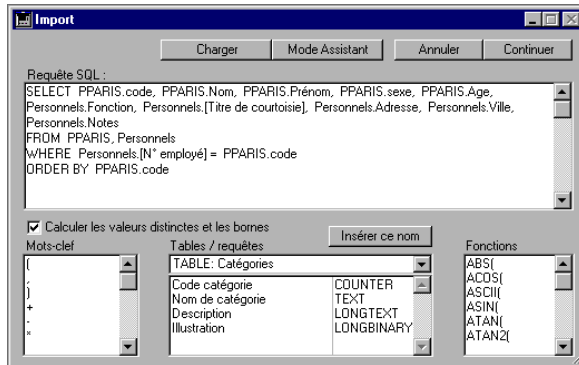 Import
Charger Mode Assistant Annuler Continuer
Requête SQL :
SELECT PPARIS.code, PPARIS.Nom, PPARIS.Prénom, PPARIS.sexe, PPARIS.Age,
Personnels.Fonction, Personnels.[Titre de courtoisie], Personnels.Adresse, Personnels.Ville,
Personnels.Notes
FROM PPARIS, Personnels
WHERE Personnels.[N° employé] = PPARIS.code
ORDER BY PPARIS.code
Calculer les valeurs distinctes et les bornes
Insérer ce nom
Mots-clef
(
,
)
+
-
*
Tables / requêtes
TABLE: Catégories
Code catégorie COUNTER
Nom de catégorie TEXT
Description LONGTEXT
Illustration LONGBINARY
Fonctions
ABS(
ACOS(
ASCII(
ASIN(
ATAN(
ATAN2(